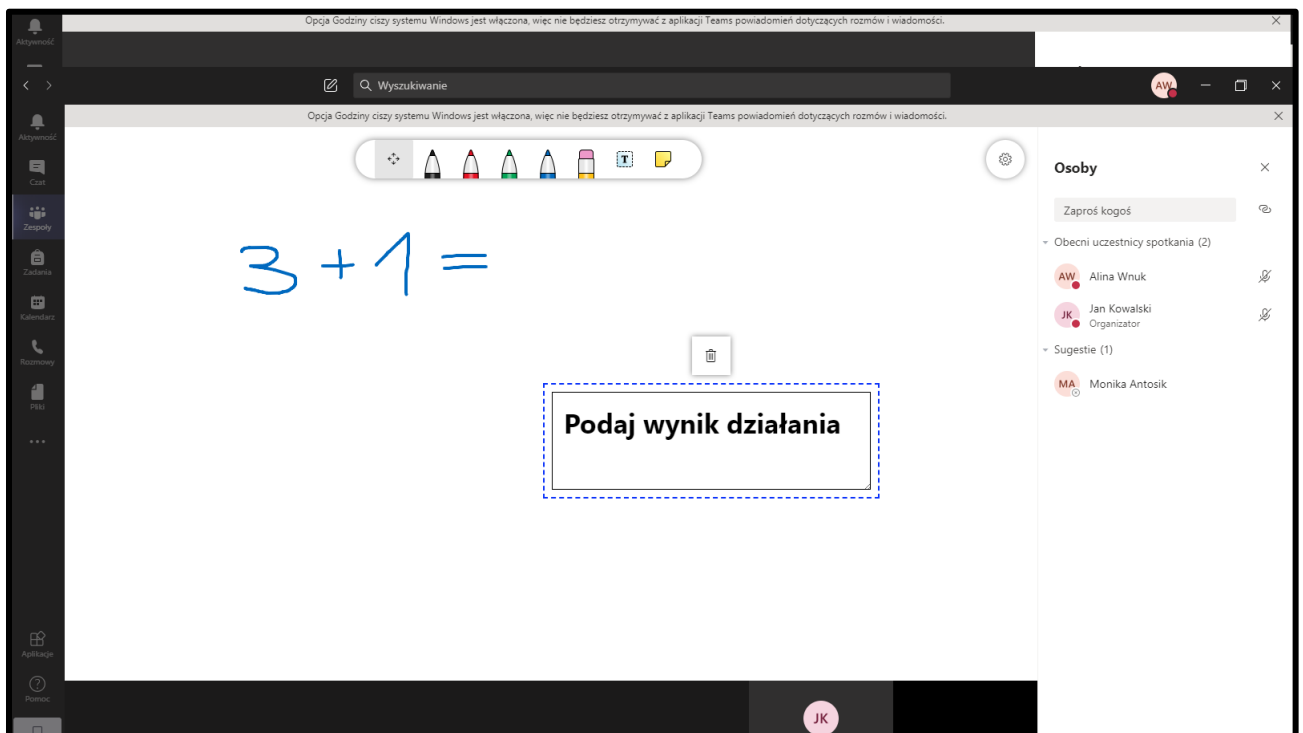 Opcja Godziny ciszy systemu Windows jest włączona, więc nie będziesz otrzymywać z aplikacji Teams powiadomień dotyczących rozmów i wiadomości.
Aktywność
Wyszukiwanie
AW
Opcja Godziny ciszy systemu Windows jest włączona, więc nie będziesz otrzymywać z aplikacji Teams powiadomień dotyczących rozmów i wiadomości.
Aktywność
Czat
Zespoły
Zadania
Kalendarz
Rozmowy
Pliki
Aplikacje
Pomoc
T
3 + 1 =
Podaj wynik działania
Osoby
Zaproś kogoś
Obecni uczestnicy spotkania (2)
AW Alina Wnuk
JK Jan Kowalski
Organizator
Sugestie (1)
MA Monika Antosik
JK